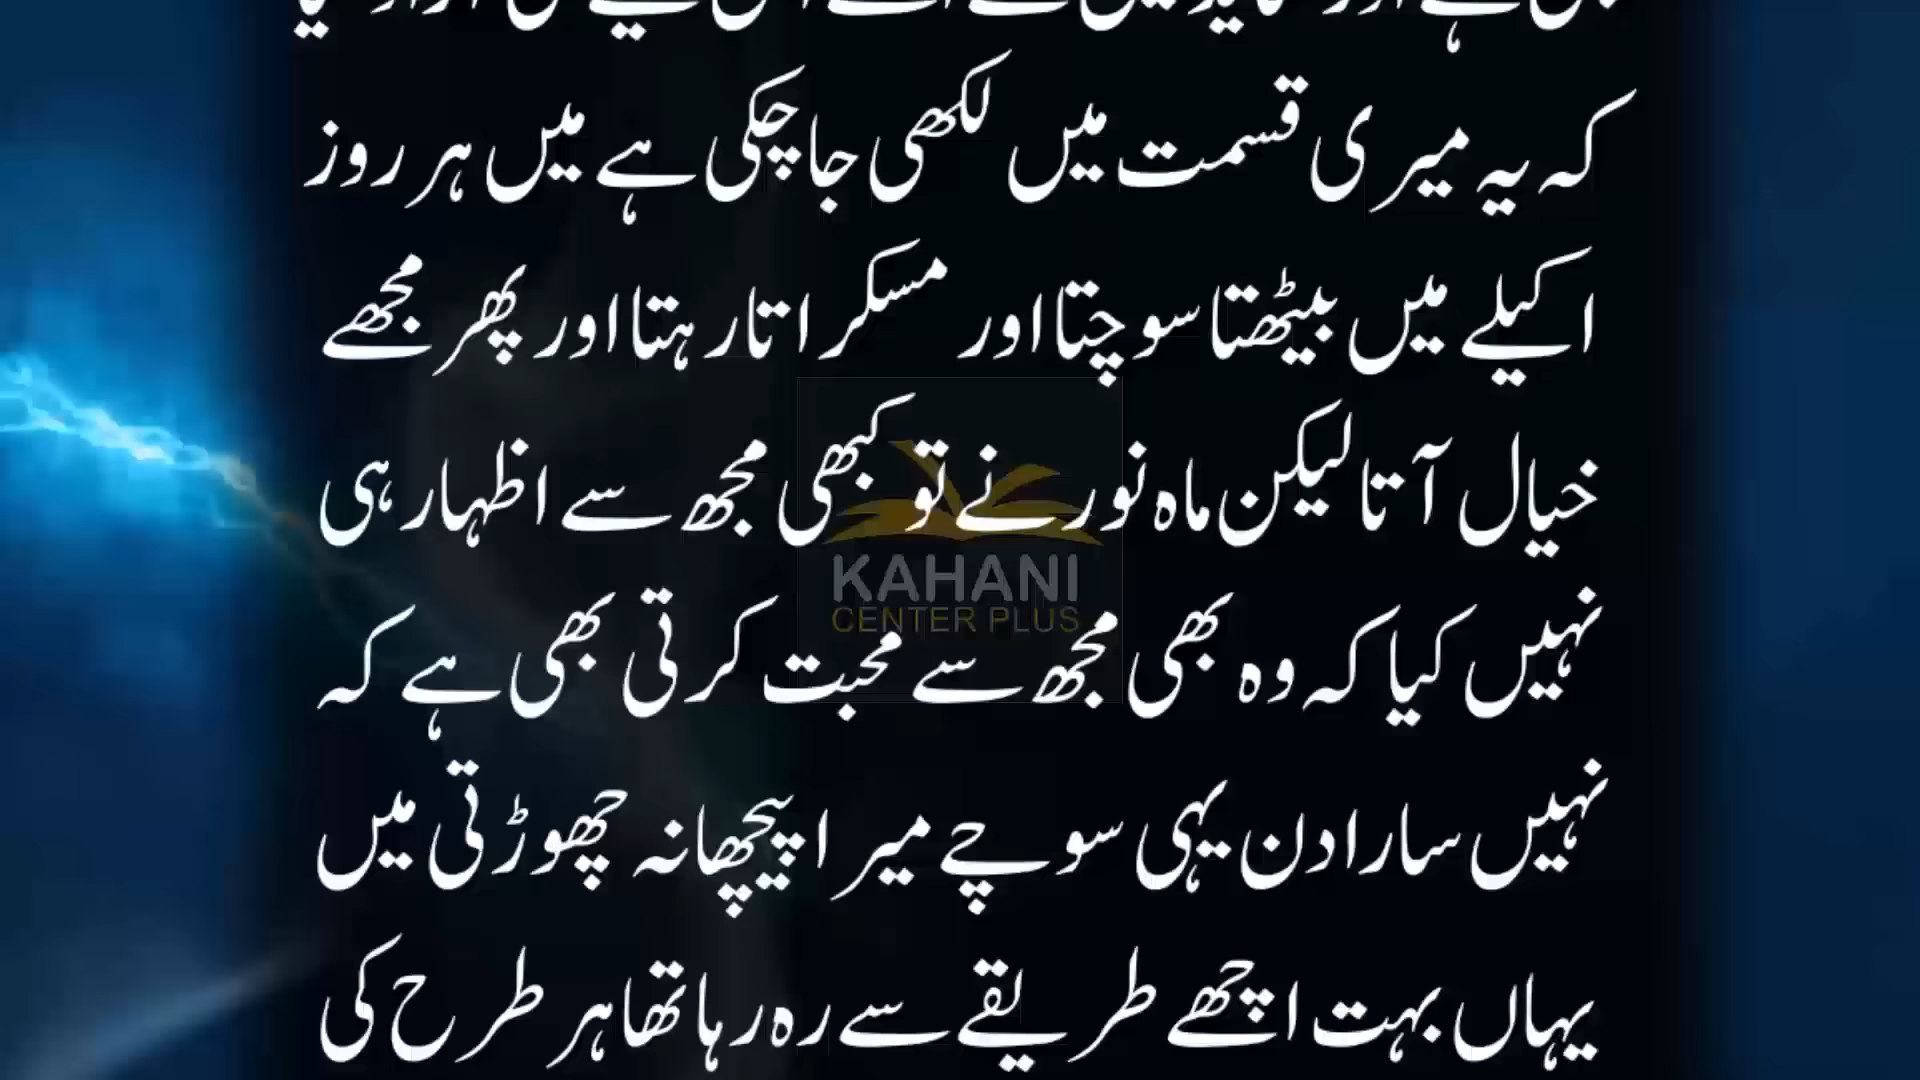 کہ یہ میری قسمت میں لکھی جا چکی ہے میں ہر روز
اکیلے میں بیٹھتا سوچتا اور مسکراتا رہتا اور پھر مجھے
خیال آتا لیکن ماہ نور نے تو کبھی مجھ سے اظہار ہی
KAHANI
CENTER PLUS
نہیں کیا کہ وہ بھی مجھ سے محبت کرتی بھی ہے کہ
نہیں سارا دن یہی سوچے میرا پیچھا نہ چھوڑتی میں
یہاں بہت اچھے طریقے سے رہ رہا تھا ہر طرح کی